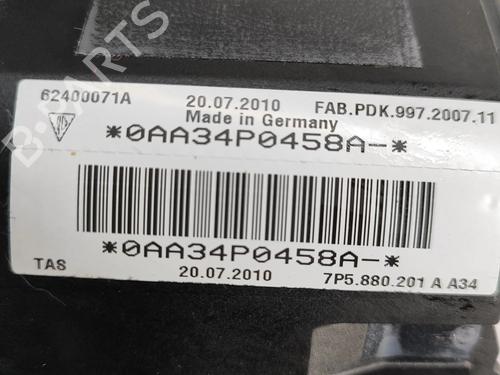 62400071A 20.07.2010 FAB.PDK.997.2007.11
Made in Germany
*0AA34P0458A-*
*0AA34P0458A-*
TAS 20.07.2010 7P5.880.201 A A34
B-PARTS